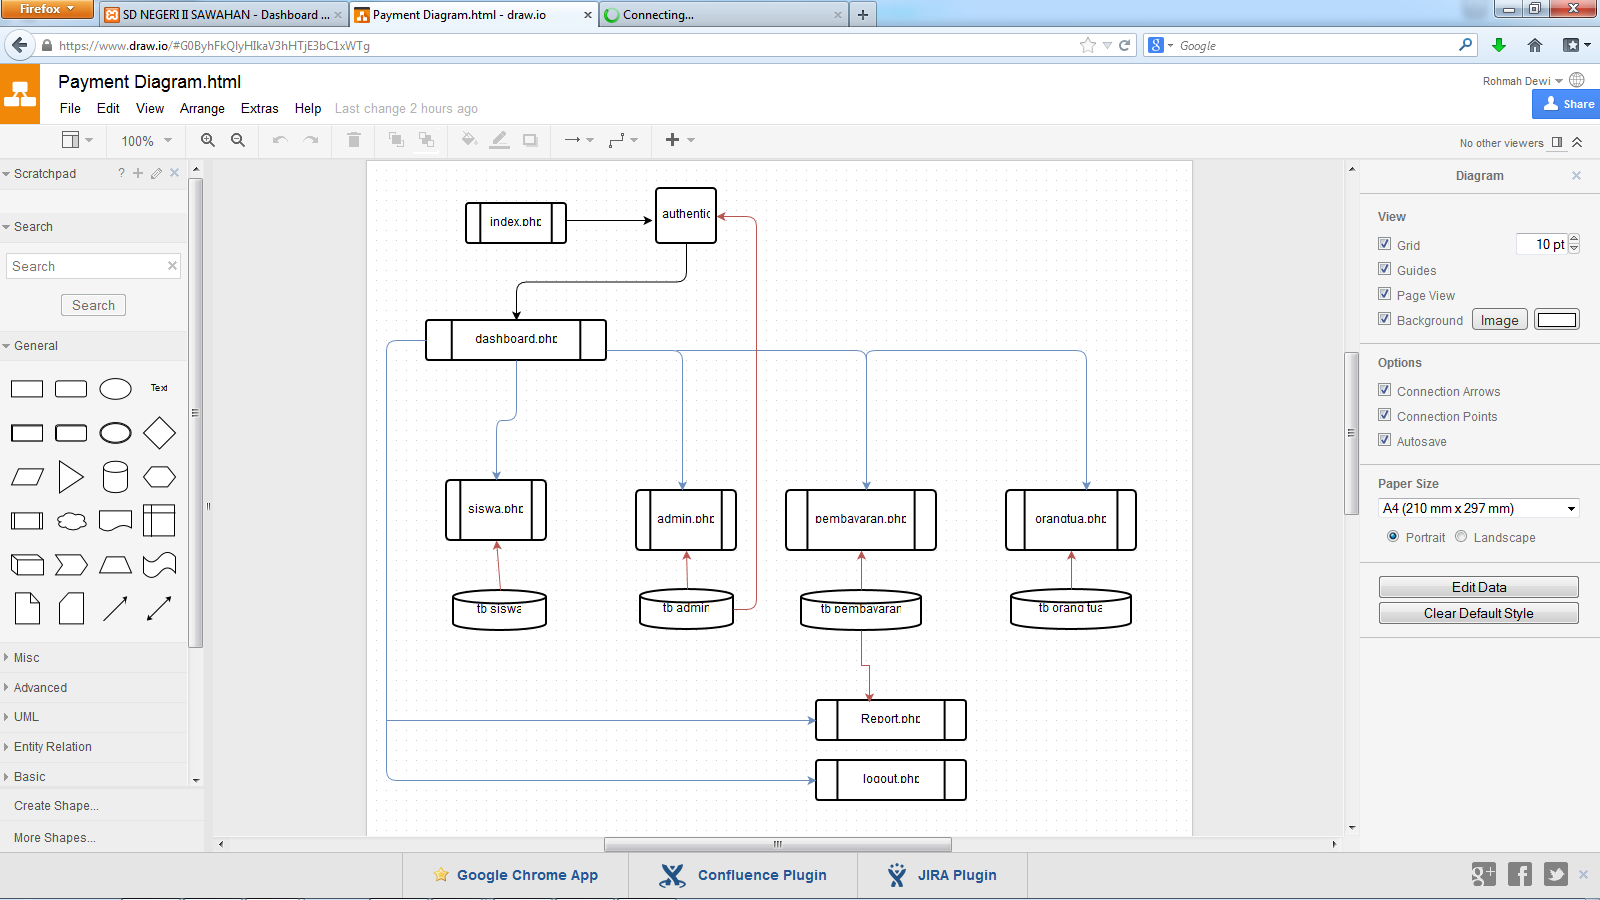 Firefox
SD NEGERI II SAWAHAN - Dashboard ...
Payment Diagram.html - draw.io
Connecting...
https://www.draw.io/#G0ByhFkQlyHIkaV3hHTjE3bC1xWTg
Google
Payment Diagram.html
Rohmah Dewi
File Edit View Arrange Extras Help Last change 2 hours ago
Share
100%
No other viewers
Scratchpad
?
Search
Search
Search
General
Text
Misc
Advanced
UML
Entity Relation
Basic
Create Shape...
More Shapes...
index.php
authentic
dashboard.php
siswa.php
admin.php
pembayaran.php
orangtua.php
tb siswa
tb admin
tb pembayaran
tb orang tua
Report.php
logout.php
Diagram
View
Grid
10 pt
Guides
Page View
Background
Image
Options
Connection Arrows
Connection Points
Autosave
Paper Size
A4 (210 mm x 297 mm)
Portrait
Landscape
Edit Data
Clear Default Style
Google Chrome App
Confluence Plugin
JIRA Plugin